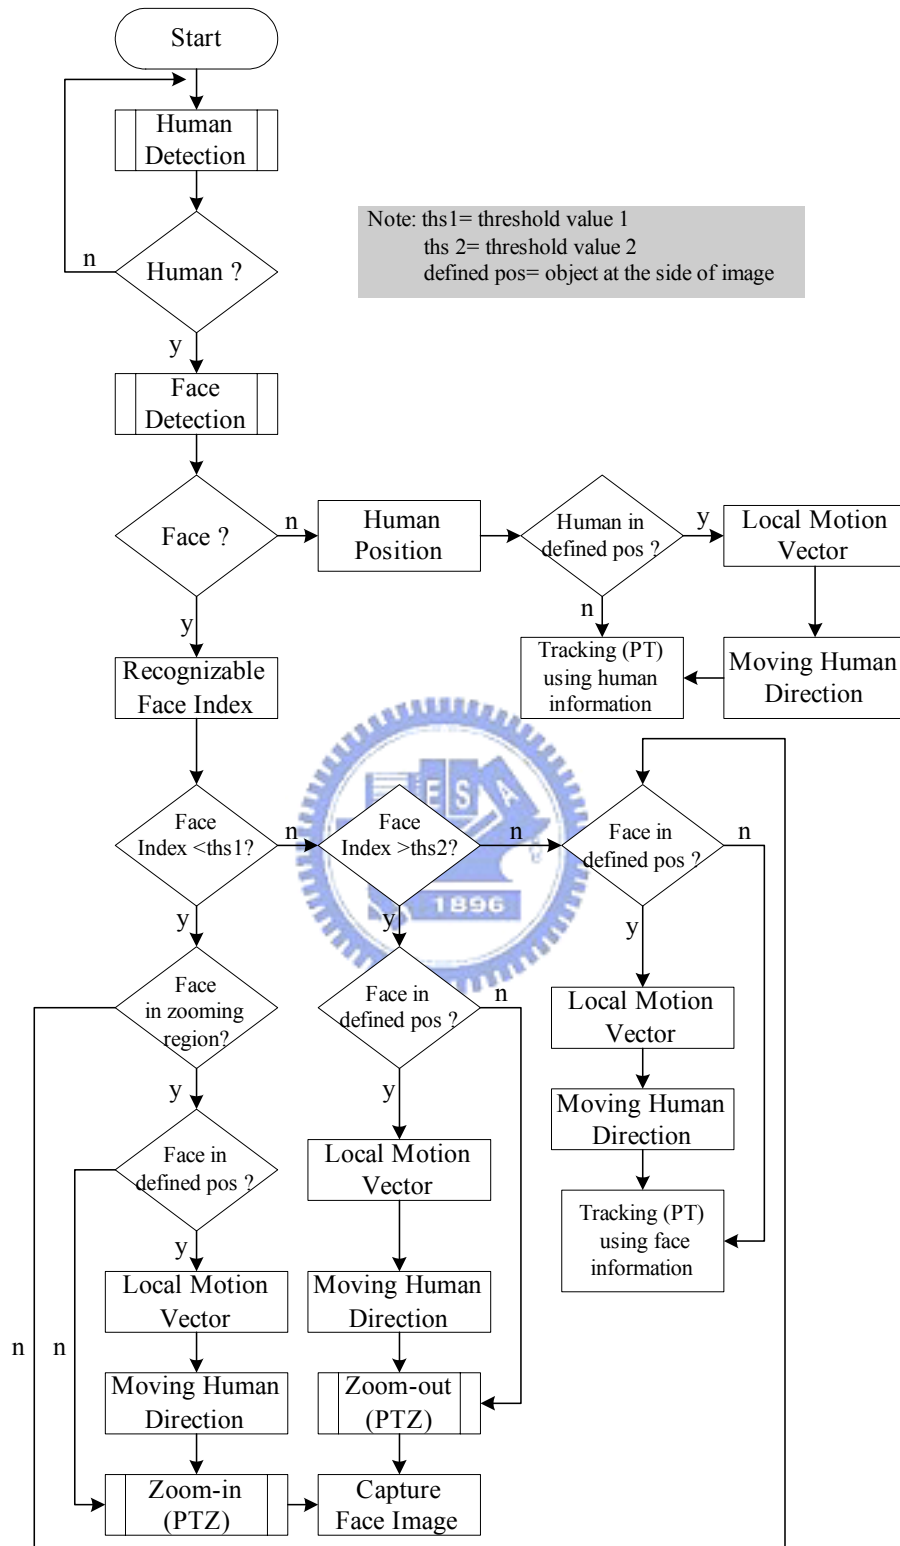 Start
Human
Detection
Note: ths1= threshold value 1
ths 2= threshold value 2
defined pos= object at the side of image
n
Human ?
y
Face
Detection
Face ?
n
Human
Position
Human in
defined pos ?
y
Local Motion
Vector
y
n
Recognizable
Face Index
Tracking (PT)
using human
information
Moving Human
Direction
ESA
1896
Face
Index <ths1?
n
Face
Index >ths2?
n
Face in
defined pos ?
n
y
y
y
Face
in zooming
region?
Face in
defined pos ?
n
Local Motion
Vector
y
y
Moving Human
Direction
Face in
defined pos ?
Local Motion
Vector
Tracking (PT)
using face
information
y
Local Motion
Vector
Moving Human
Direction
n
n
Moving Human
Direction
Zoom-out
(PTZ)
Zoom-in
(PTZ)
Capture
Face Image